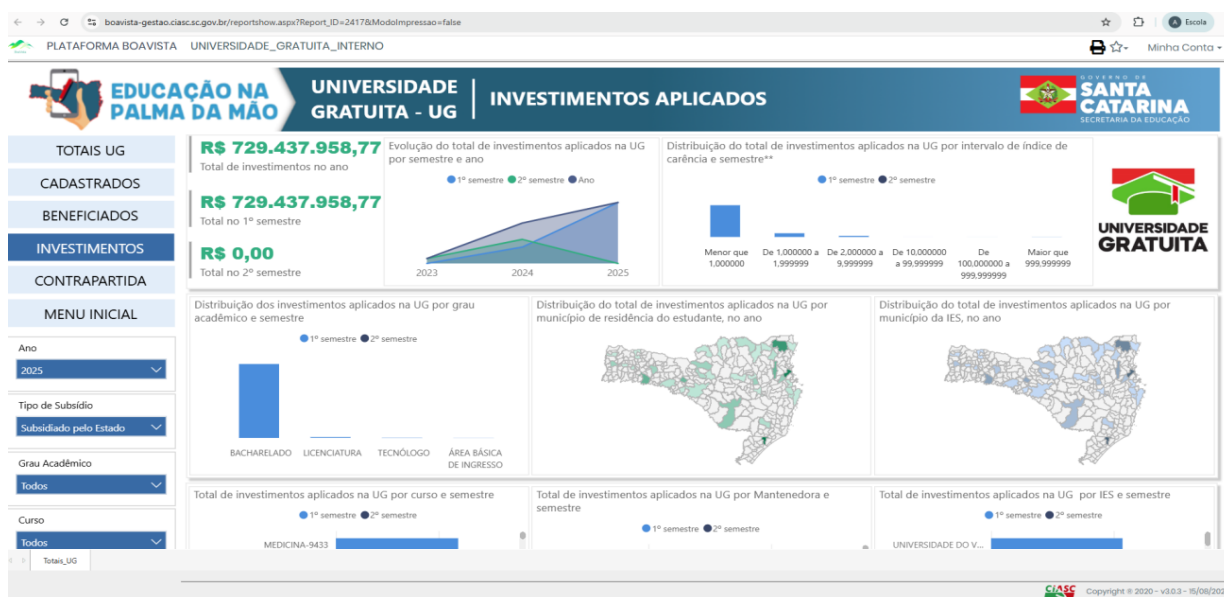 boavista-gestao.ciasc.sc.gov.br/reportshow.aspx?Report_ID=2417&ModoImpressao=false
A Escola
PLATAFORMA BOAVISTA UNIVERSIDADE_GRATUITA_INTERNO
Minha Conta
EDUCAÇÃO NA
PALMA DA MÃO
UNIVERSIDADE
GRATUITA - UG
INVESTIMENTOS APLICADOS
GOVERNO DE
SANTA
CATARINA
SECRETARIA DA EDUCAÇÃO
TOTAIS UG
CADASTRADOS
BENEFICIADOS
INVESTIMENTOS
CONTRAPARTIDA
MENU INICIAL
Ano
2025
Tipo de Subsídio
Subsidiado pelo Estado
Grau Acadêmico
Todos
Curso
Todos
R$ 729.437.958,77
Total de investimentos no ano
R$ 729.437.958,77
Total no 1º semestre
R$ 0,00
Total no 2º semestre
Evolução do total de investimentos aplicados na UG
por semestre e ano
1º semestre 2º semestre Ano
2023 2024 2025
Distribuição do total de investimentos aplicados na UG por intervalo de índice de
carência e semestre**
1º semestre 2º semestre
Menor que
1,000000
De 1,000000 a
1,999999
De 2,000000 a
9,999999
De 10,000000
a 99,999999
De
100,000000 a
999,999999
Maior que
999,999999
UNIVERSIDADE
GRATUITA
Distribuição dos investimentos aplicados na UG por grau
acadêmico e semestre
1º semestre 2º semestre
BACHARELADO LICENCIATURA TECNÓLOGO ÁREA BÁSICA
DE INGRESSO
Distribuição do total de investimentos aplicados na UG por
município de residência do estudante, no ano
Distribuição do total de investimentos aplicados na UG por
município da IES, no ano
Total de investimentos aplicados na UG por curso e semestre
1º semestre 2º semestre
MEDICINA-9433
Total de investimentos aplicados na UG por Mantenedora e
semestre
1º semestre 2º semestre
Total de investimentos aplicados na UG por IES e semestre
1º semestre 2º semestre
UNIVERSIDADE DO V...
Totais_UG
CIASC
Copyright © 2020 - v3.0.3 - 15/08/202